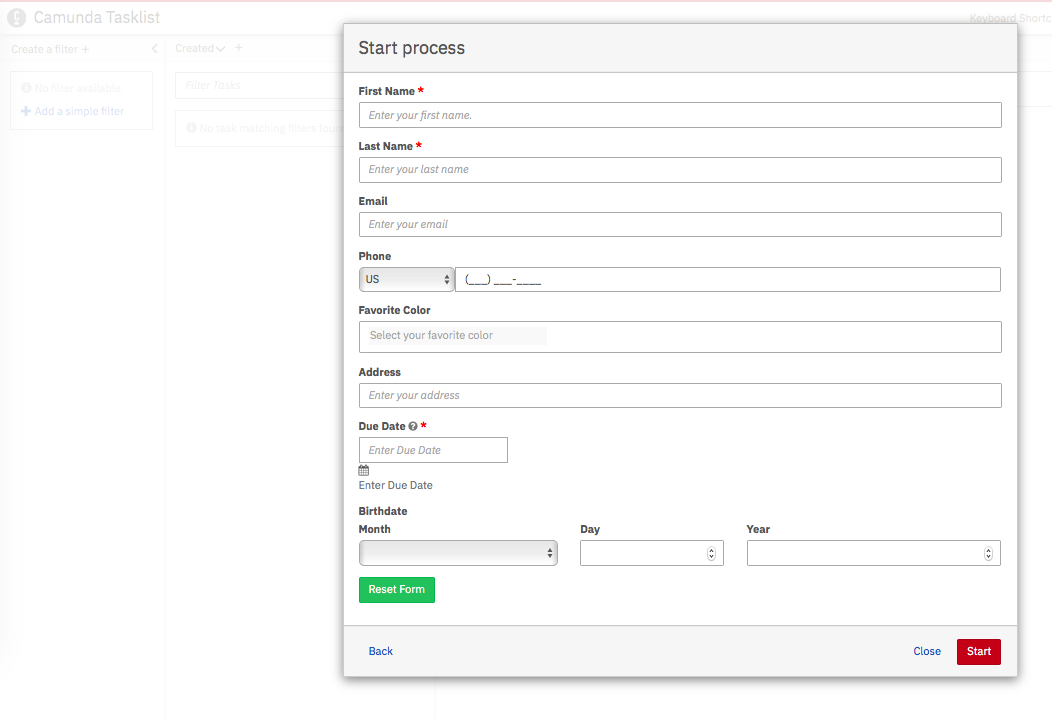 Camunda Tasklist
Keyboard Shortc
Create a filter +
Created +
No filter available.
Add a simple filter
Filter Tasks
No task matching filters foun
Start process
First Name *
Enter your first name.
Last Name *
Enter your last name
Email
Enter your email
Phone
US
(___) ___-____
Favorite Color
Select your favorite color
Address
Enter your address
Due Date ? *
Enter Due Date
Enter Due Date
Birthdate
Month Day Year
Reset Form
Back Close Start